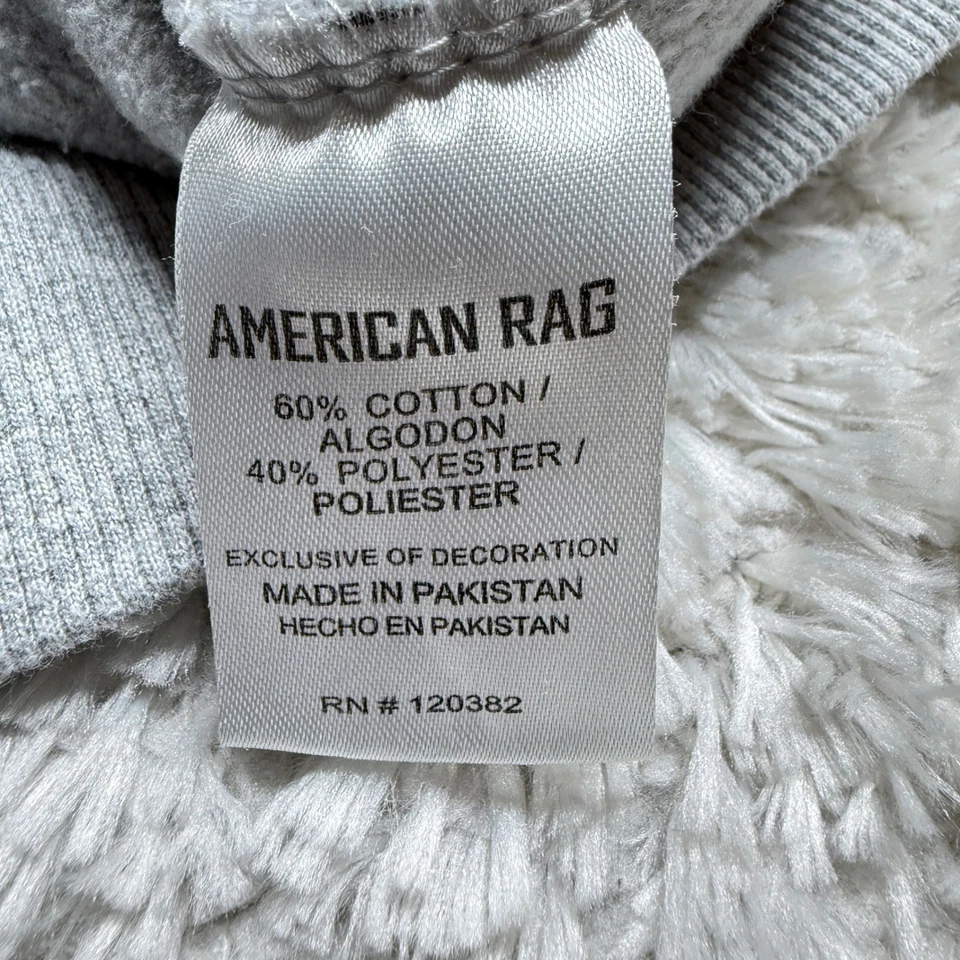 AMERICAN RAG
60% COTTON /
ALGODON
40% POLYESTER /
POLIESTER
EXCLUSIVE OF DECORATION
MADE IN PAKISTAN
HECHO EN PAKISTAN
RN # 120382